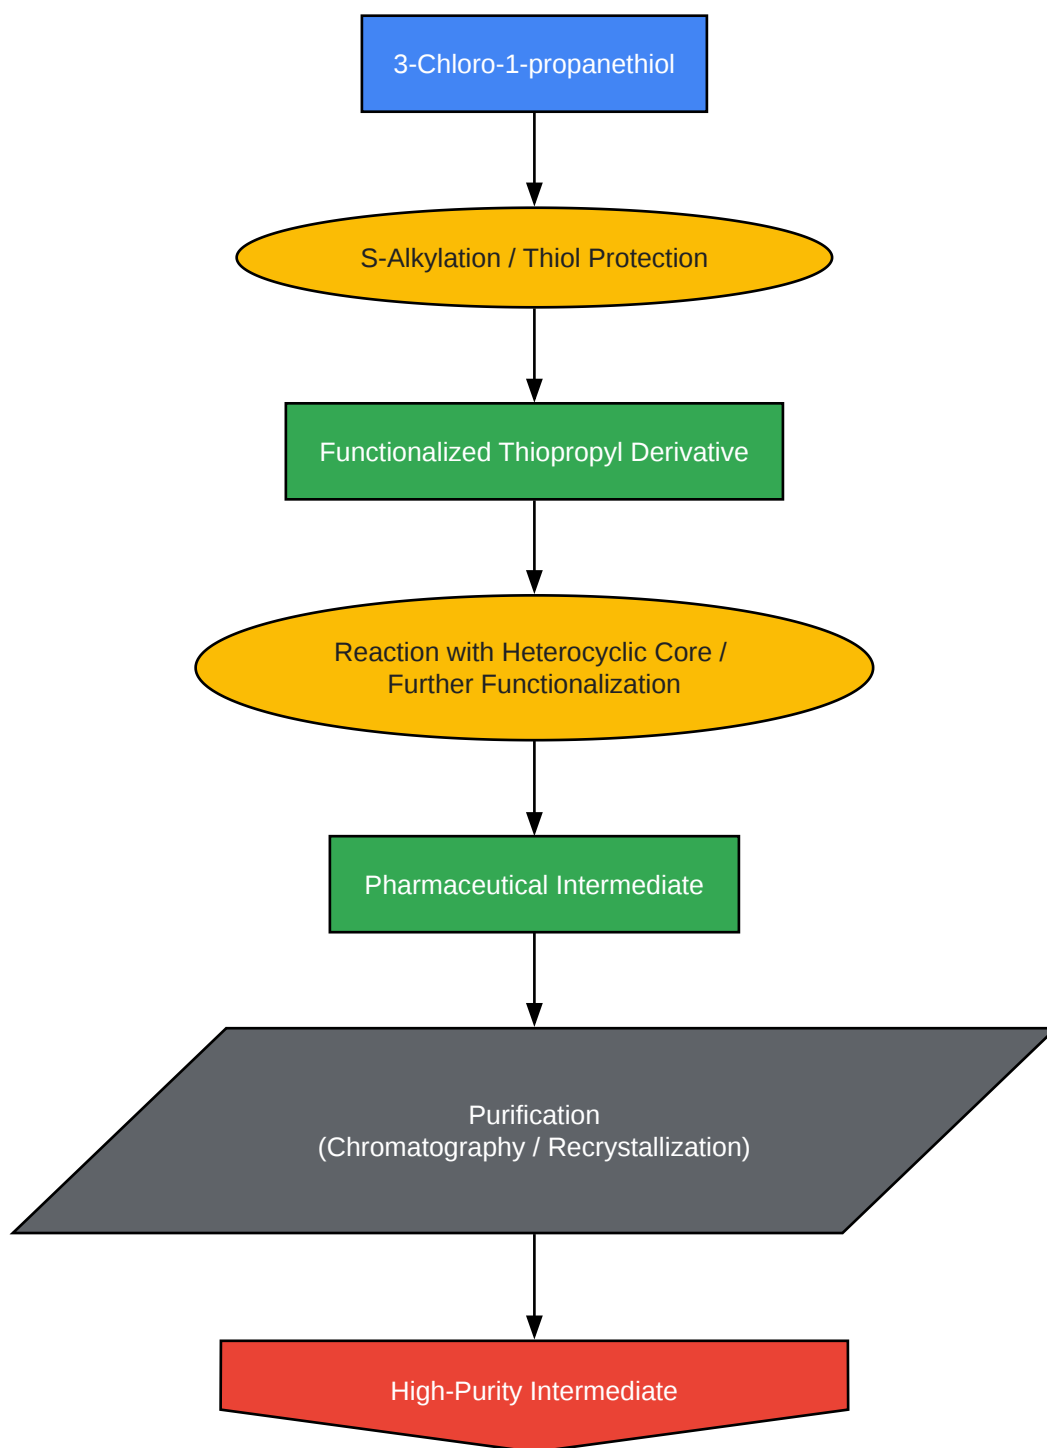 3-Chloro-1-propanethiol
S-Alkylation / Thiol Protection
Functionalized Thiopropyl Derivative
Reaction with Heterocyclic Core /
Further Functionalization
Pharmaceutical Intermediate
Purification
(Chromatography / Recrystallization)
High-Purity Intermediate